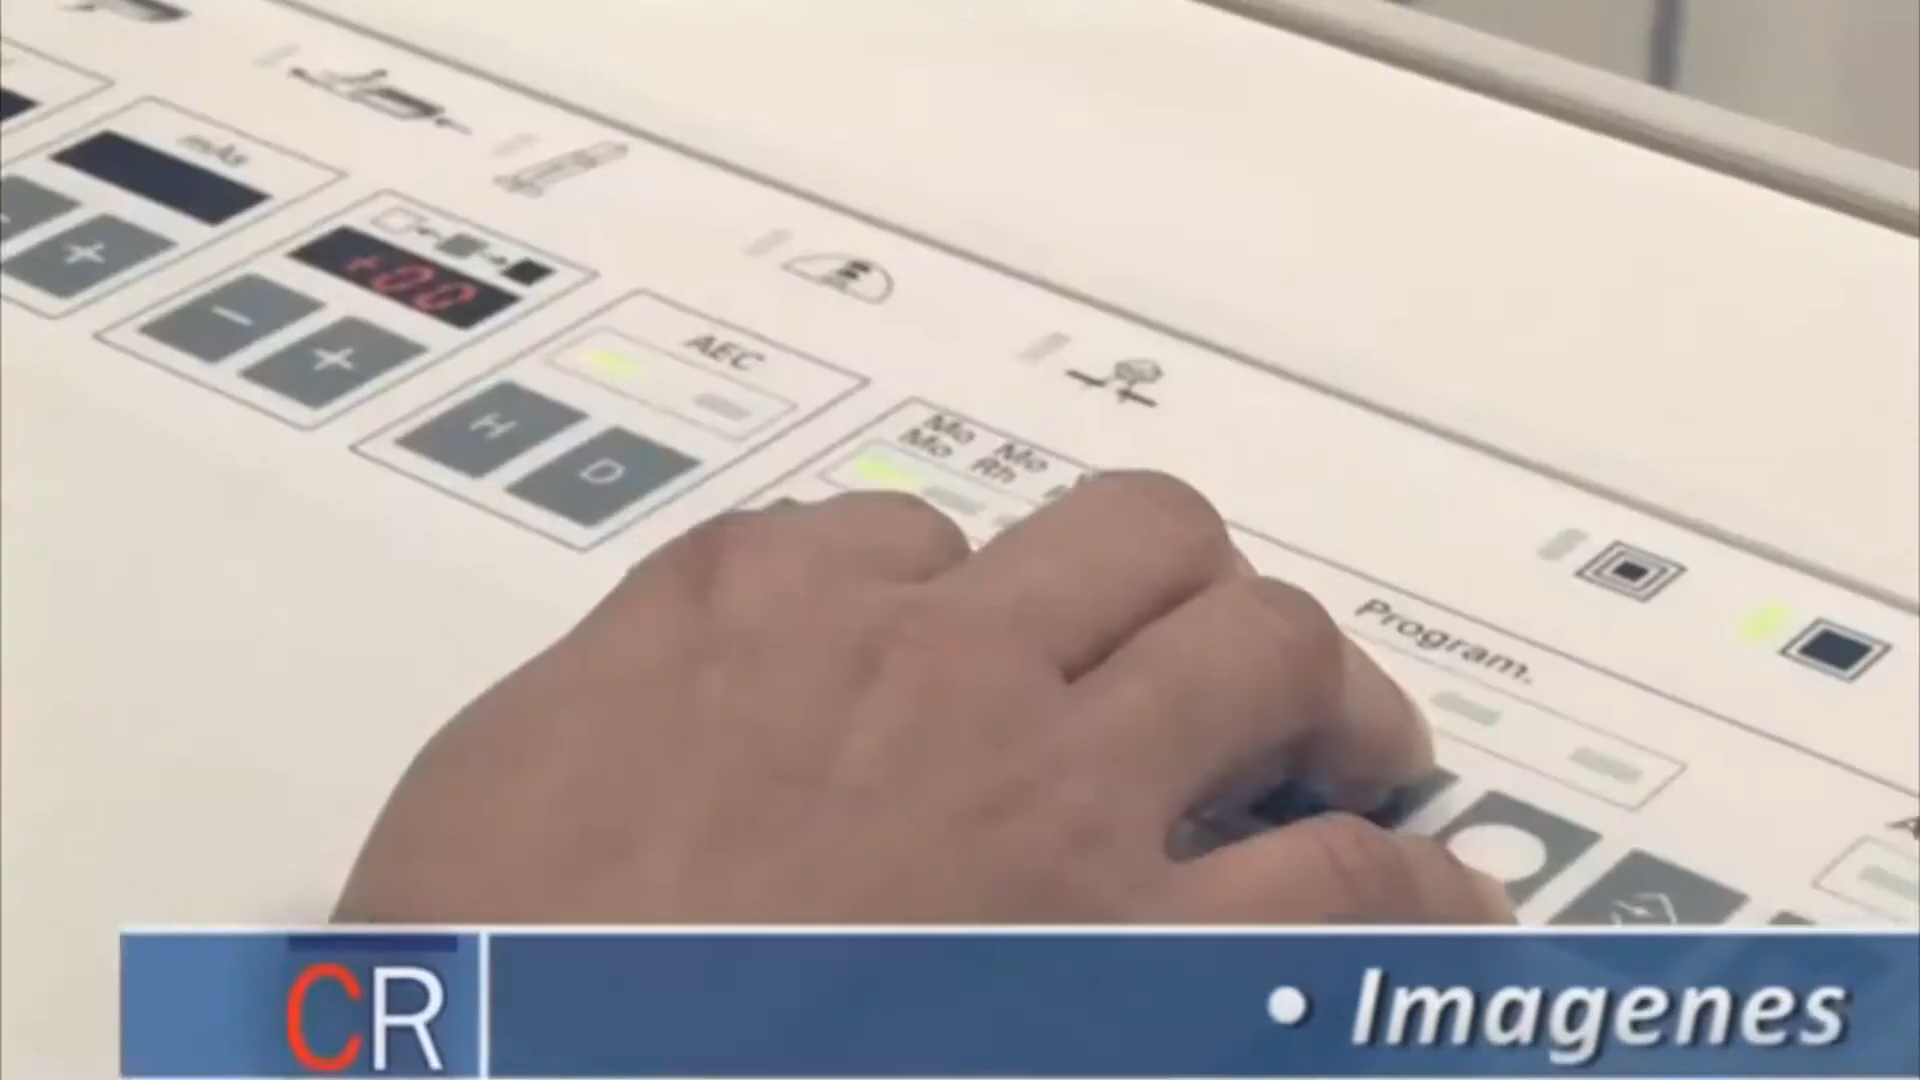 mAs
+00
AEC
H
D
Mo Mo
Mo Rh
Program.
CR
• Imagenes